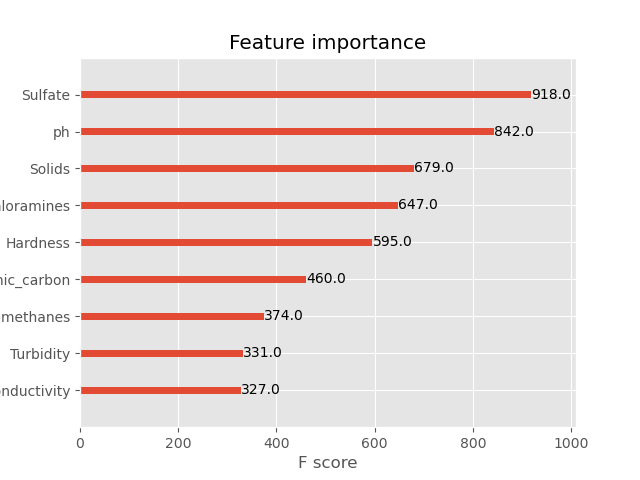 Feature importance
Sulfate 918.0
ph 842.0
Solids 679.0
loramines 647.0
Hardness 595.0
nic_carbon 460.0
methanes 374.0
Turbidity 331.0
nductivity 327.0
0 200 400 600 800 1000
F score